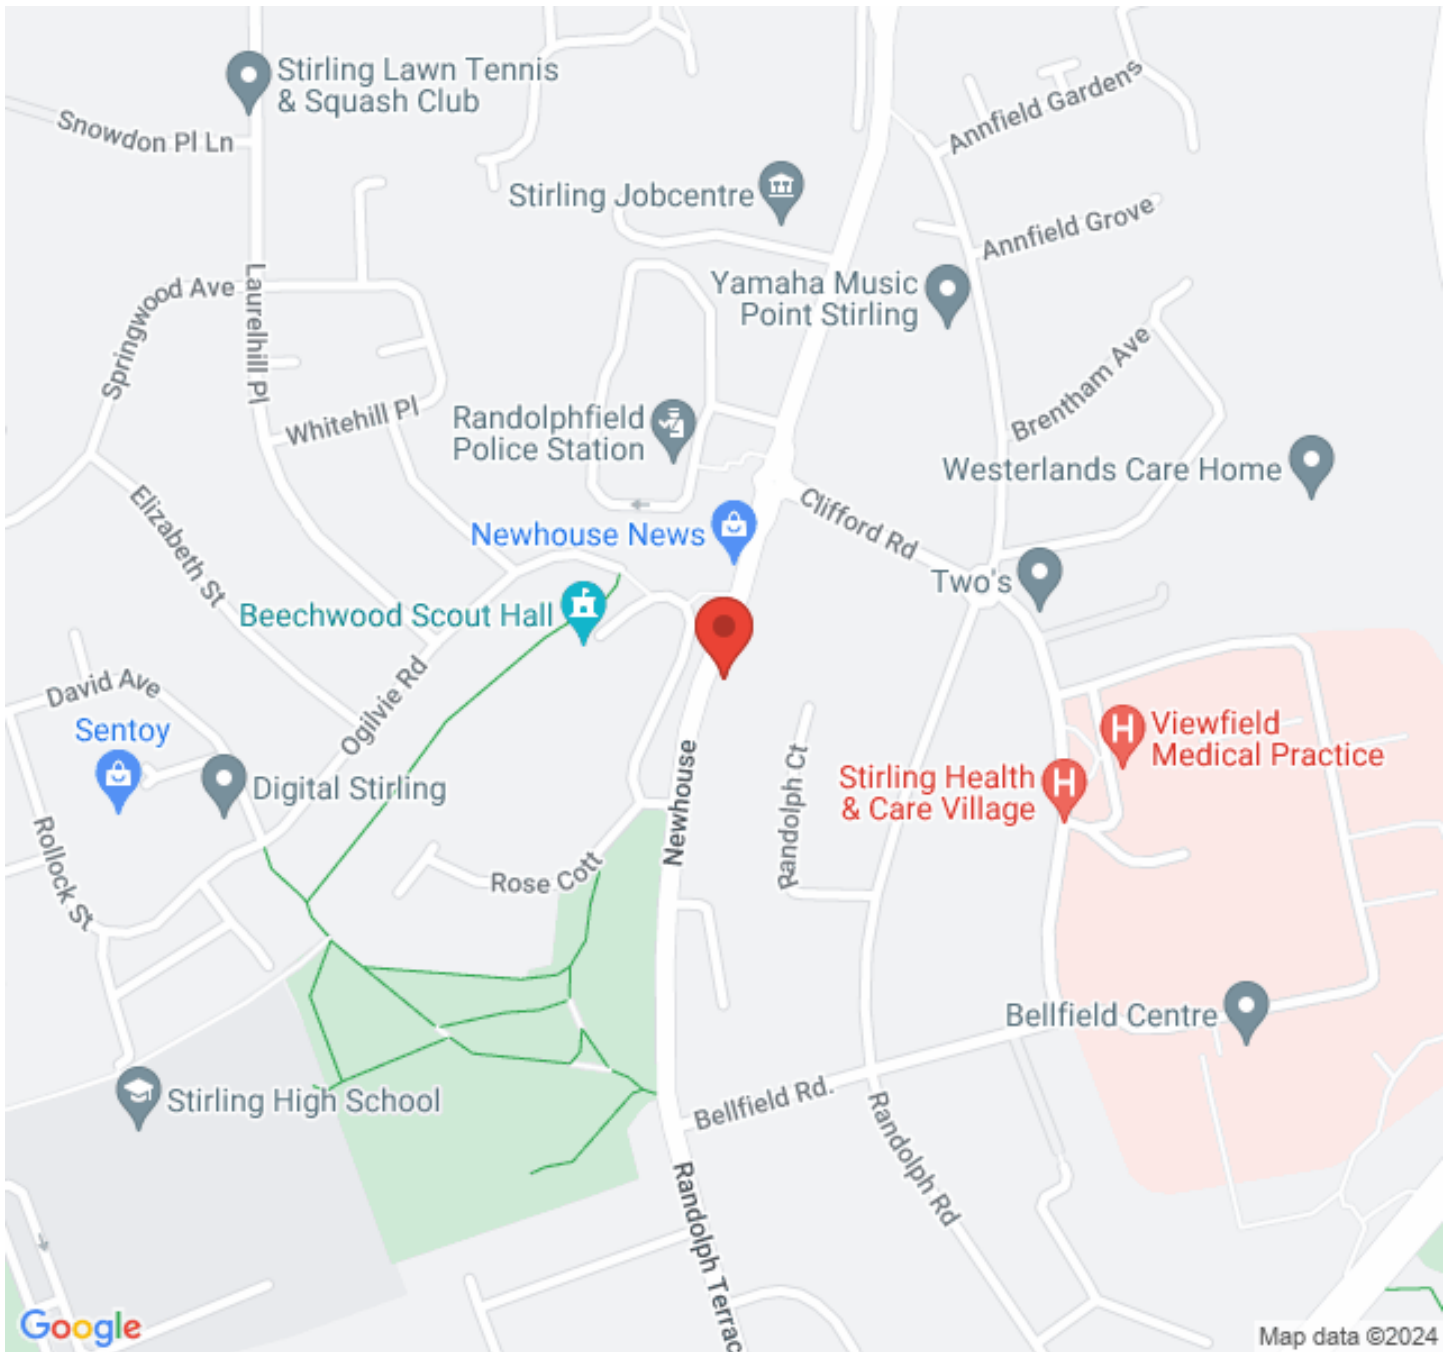 Stirling Lawn Tennis
& Squash Club
Snowdon Pl Ln
Annfield Gardens
Stirling Jobcentre
Annfield Grove
Springwood Ave
Laurelhill Pl
Yamaha Music
Point Stirling
Brentham Ave
Whitehill Pl
Randolphfield
Police Station
Westerlands Care Home
Elizabeth St
Clifford Rd
Newhouse News
Two's
Beechwood Scout Hall
David Ave
Ogilvie Rd
Sentoy
Newhouse
Viewfield
Medical Practice
Digital Stirling
Randolph Ct
Stirling Health
& Care Village
H
H
Rollock St
Rose Cott
Bellfield Centre
Stirling High School
Bellfield Rd.
Randolph Rd
Randolph Terrac
Google
Map data ©2024